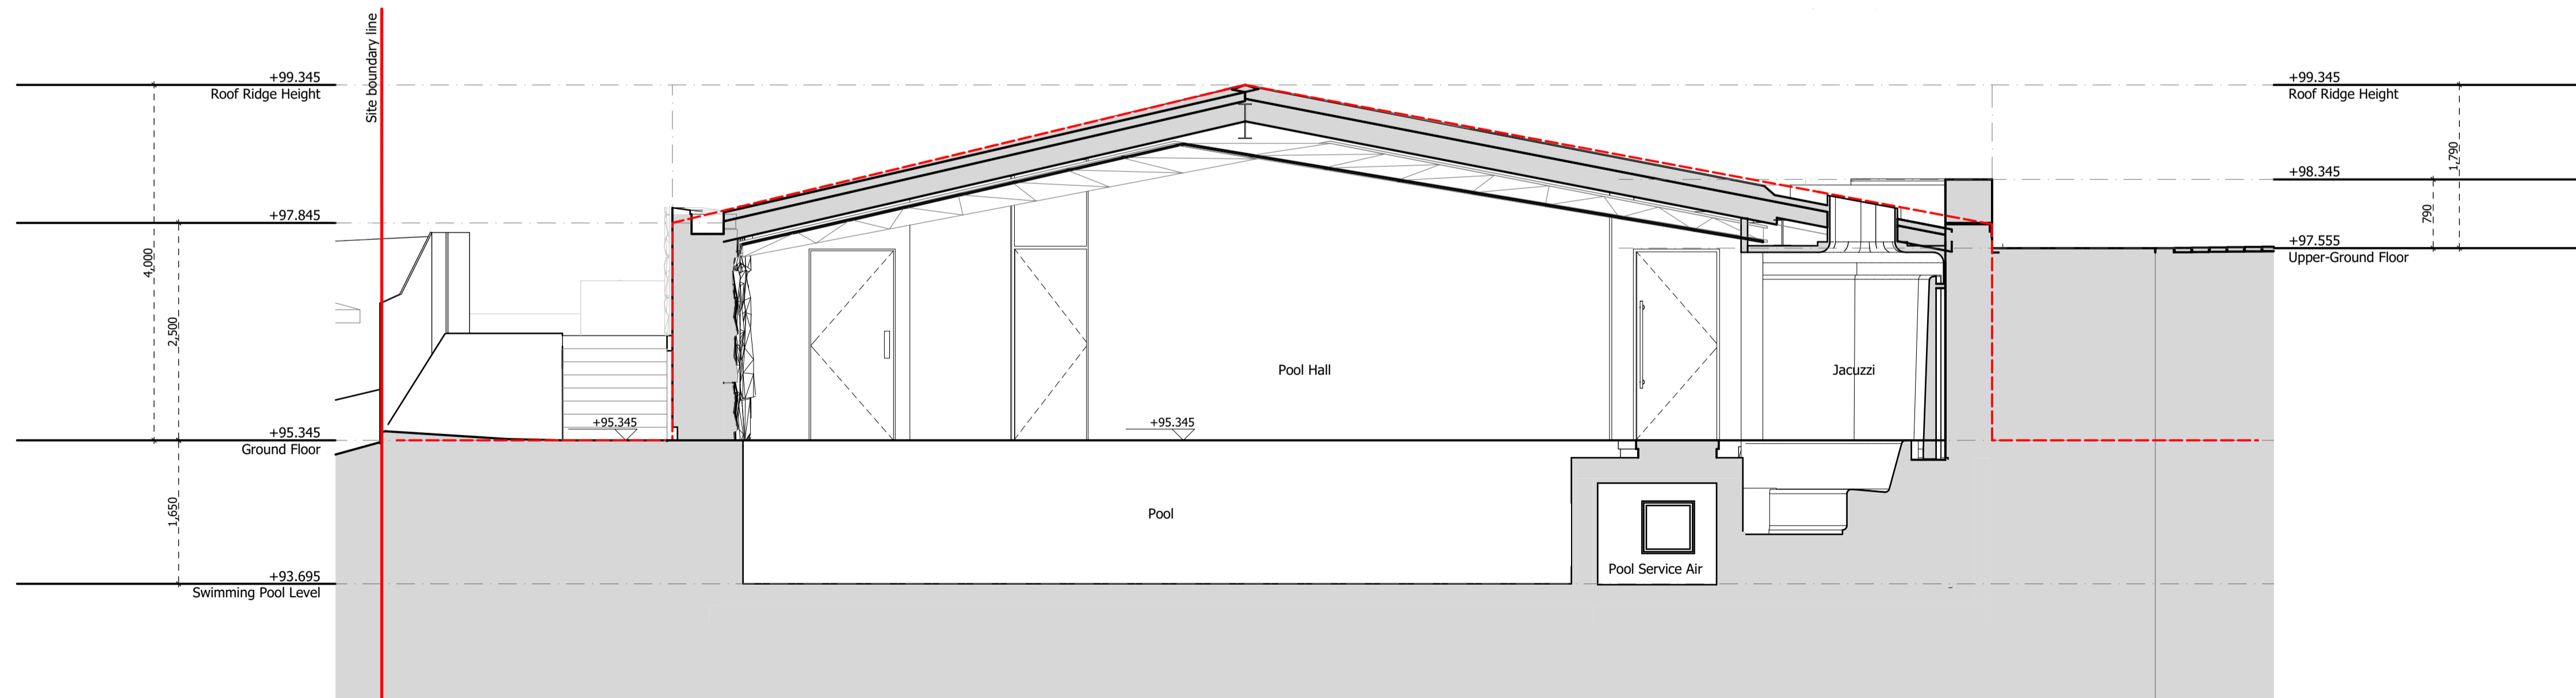 Site boundary line
+99.345
Roof Ridge Height
+97.845
4,000
2,500
+95.345
Ground Floor
1,650
+93.695
Swimming Pool Level
+95.345
+95.345
Pool Hall
Jacuzzi
Pool
Pool Service Air
+99.345
Roof Ridge Height
1,790
+98.345
790
+97.555
Upper-Ground Floor